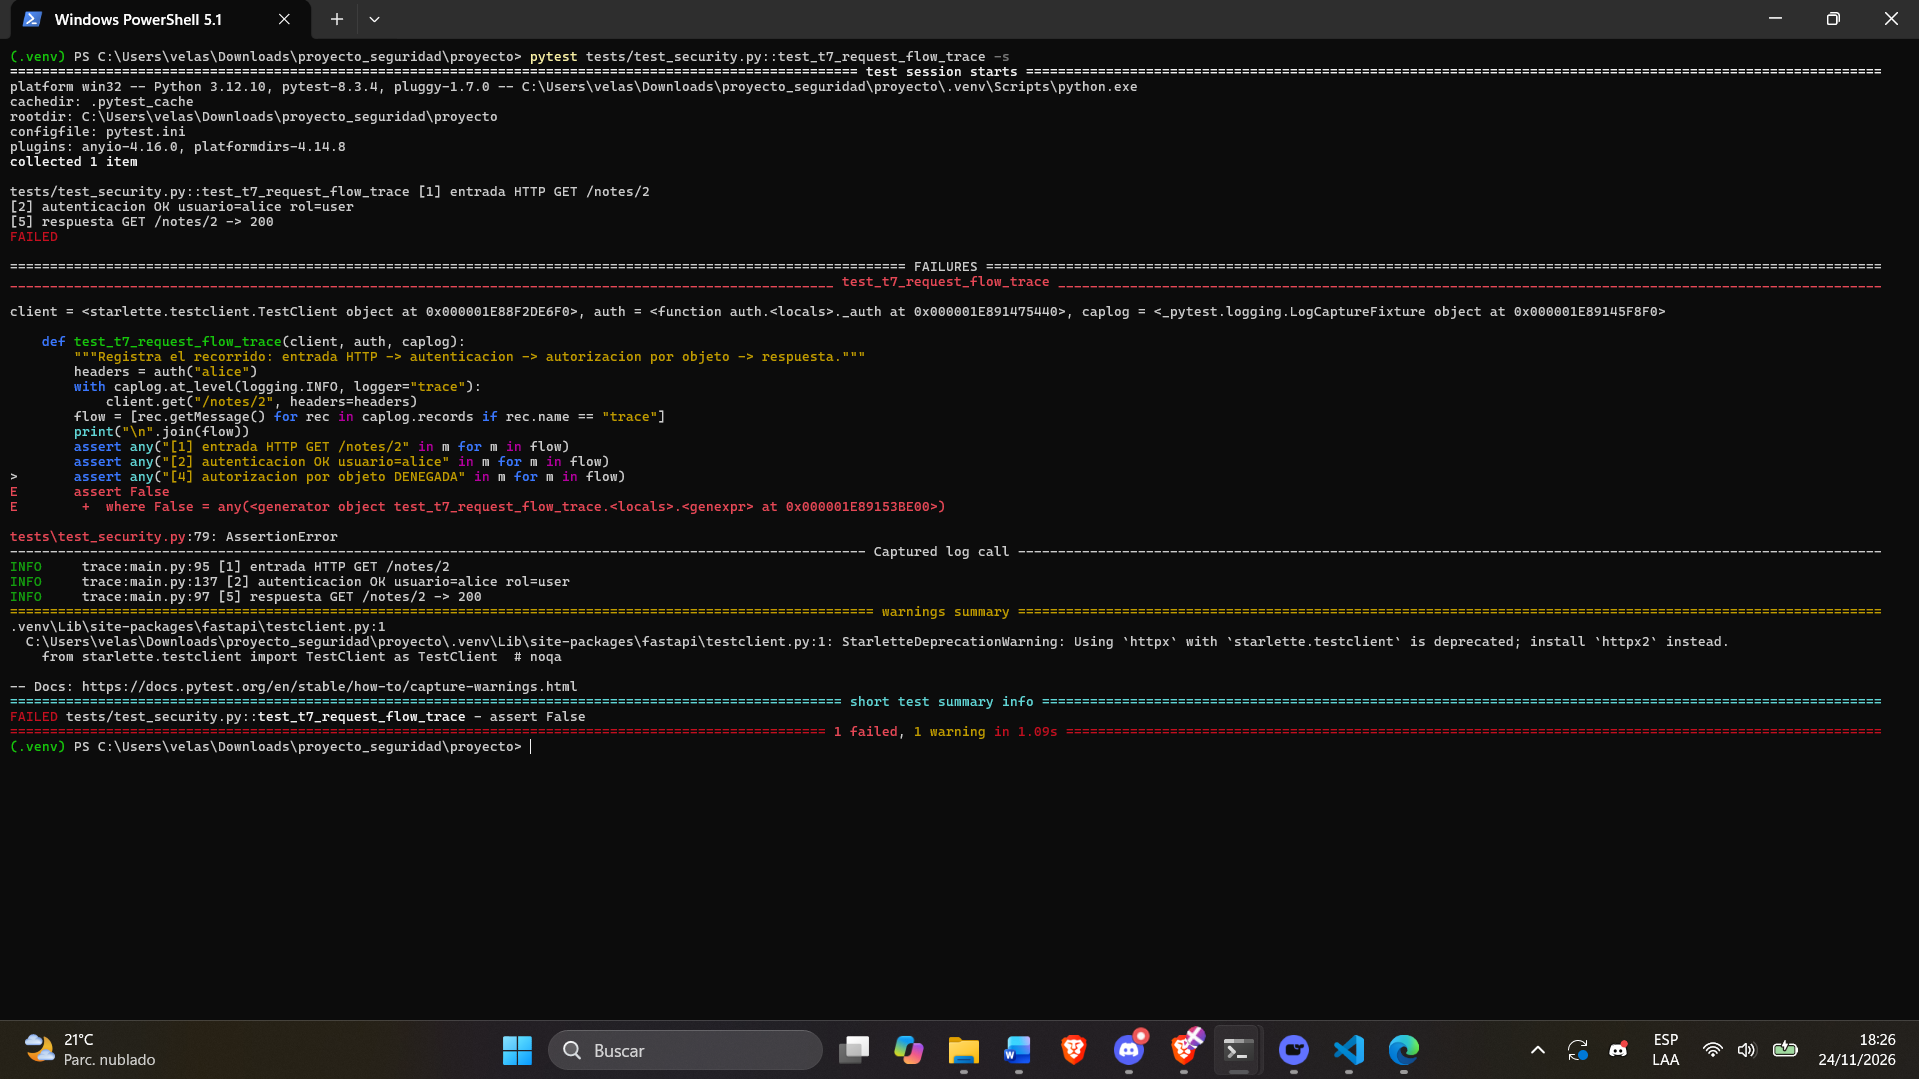 Windows PowerShell 5.1
(.venv) PS C:\Users\velas\Downloads\proyecto_seguridad\proyecto> pytest tests/test_security.py::test_t7_request_flow_trace -s
test session starts
platform win32 -- Python 3.12.10, pytest-8.3.4, pluggy-1.7.0 -- C:\Users\velas\Downloads\proyecto_seguridad\proyecto\.venv\Scripts\python.exe
cachedir: .pytest_cache
rootdir: C:\Users\velas\Downloads\proyecto_seguridad\proyecto
configfile: pytest.ini
plugins: anyio-4.16.0, platformdirs-4.14.8
collected 1 item
tests/test_security.py::test_t7_request_flow_trace [1] entrada HTTP GET /notes/2
[2] autenticacion OK usuario=alice rol=user
[5] respuesta GET /notes/2 -> 200
FAILED
FAILURES
test_t7_request_flow_trace
client = <starlette.testclient.TestClient object at 0x000001E88F2DE6F0>, auth = <function auth.<locals>._auth at 0x000001E891475440>, caplog = <_pytest.logging.LogCaptureFixture object at 0x000001E89145F8F0>
def test_t7_request_flow_trace(client, auth, caplog):
"""Registra el recorrido: entrada HTTP -> autenticacion -> autorizacion por objeto -> respuesta."""
headers = auth("alice")
with caplog.at_level(logging.INFO, logger="trace"):
client.get("/notes/2", headers=headers)
flow = [rec.getMessage() for rec in caplog.records if rec.name == "trace"]
print("\n".join(flow))
assert any("[1] entrada HTTP GET /notes/2" in m for m in flow)
assert any("[2] autenticacion OK usuario=alice" in m for m in flow)
> assert any("[4] autorizacion por objeto DENEGADA" in m for m in flow)
E assert False
E + where False = any(<generator object test_t7_request_flow_trace.<locals>.<genexpr> at 0x000001E89153BE00>)
tests\test_security.py:79: AssertionError
Captured log call
INFO trace:main.py:95 [1] entrada HTTP GET /notes/2
INFO trace:main.py:137 [2] autenticacion OK usuario=alice rol=user
INFO trace:main.py:97 [5] respuesta GET /notes/2 -> 200
warnings summary
.venv\Lib\site-packages\fastapi\testclient.py:1
C:\Users\velas\Downloads\proyecto_seguridad\proyecto\.venv\Lib\site-packages\fastapi\testclient.py:1: StarletteDeprecationWarning: Using `httpx` with `starlette.testclient` is deprecated; install `httpx2` instead.
from starlette.testclient import TestClient as TestClient # noqa
-- Docs: https://docs.pytest.org/en/stable/how-to/capture-warnings.html
short test summary info
FAILED tests/test_security.py::test_t7_request_flow_trace - assert False
1 failed, 1 warning in 1.09s
(.venv) PS C:\Users\velas\Downloads\proyecto_seguridad\proyecto>
21°C
Parc. nublado
Buscar
ESP
LAA
18:26
24/11/2026